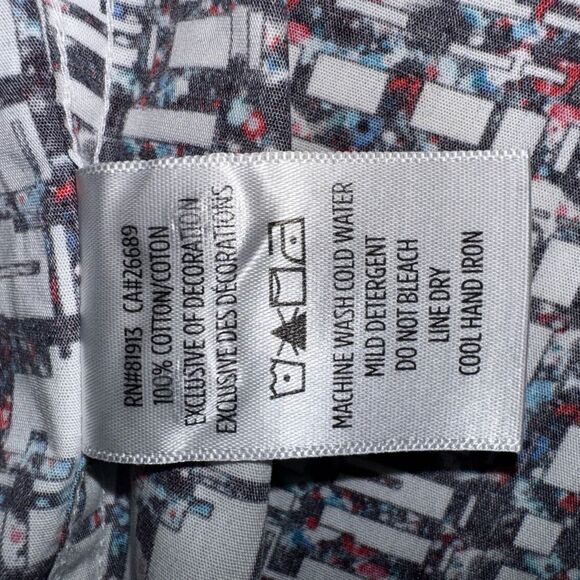 RN#81913 CA#26689
100% COTTON/COTON
EXCLUSIVE OF DECORATION
EXCLUSIVE DES DÉCORATIONS
MACHINE WASH COLD WATER
MILD DETERGENT
DO NOT BLEACH
LINE DRY
COOL HAND IRON